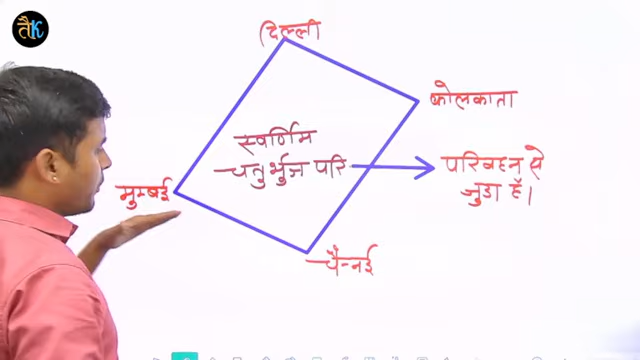 तैK
दिल्ली
कोलकाता
स्वर्णिम
चतुर्भुज परि
परिवहन से
जुडा है।
मुम्बई
चैन्नई